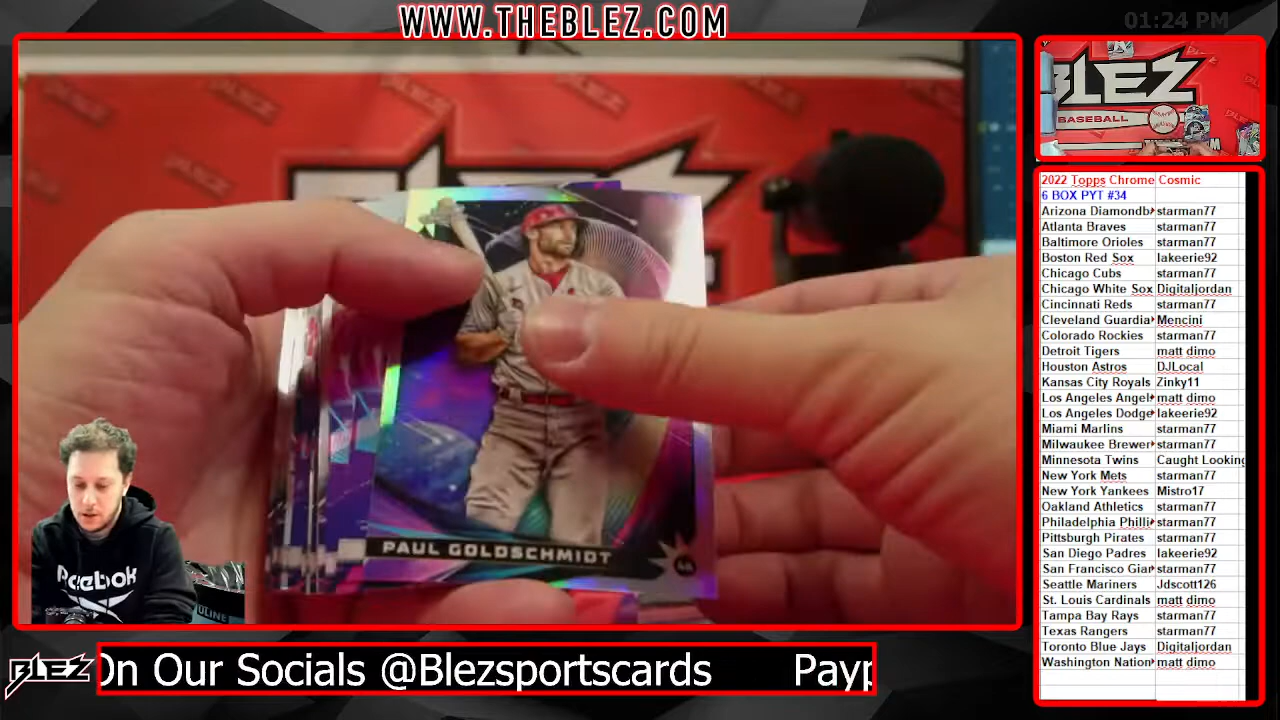 WWW.THEBLEZ.COM
01:24 PM
BLEZ
BASEBALL
2022 Topps Chrome Cosmic
6 BOX PYT #34
Arizona Diamondb starman77
Atlanta Braves starman77
Baltimore Orioles starman77
Boston Red Sox lakeerie92
Chicago Cubs starman77
Chicago White Sox Digitaljordan
Cincinnati Reds starman77
Cleveland Guardia Mencini
Colorado Rockies starman77
Detroit Tigers matt dimo
Houston Astros DJLocal
Kansas City Royals Zinky11
Los Angeles Angel matt dimo
Los Angeles Dodge lakeerie92
Miami Marlins starman77
Milwaukee Brewer starman77
Minnesota Twins Caught Looking
New York Mets starman77
New York Yankees Mistro17
Oakland Athletics starman77
Philadelphia Philli starman77
Pittsburgh Pirates starman77
San Diego Padres lakeerie92
San Francisco Gian starman77
Seattle Mariners Jdscott126
St. Louis Cardinals matt dimo
Tampa Bay Rays starman77
Texas Rangers starman77
Toronto Blue Jays Digitaljordan
Washington Nation matt dimo
PAUL GOLDSCHMIDT
Reebok
BLEZ
On Our Socials @Blezsportscards Payp